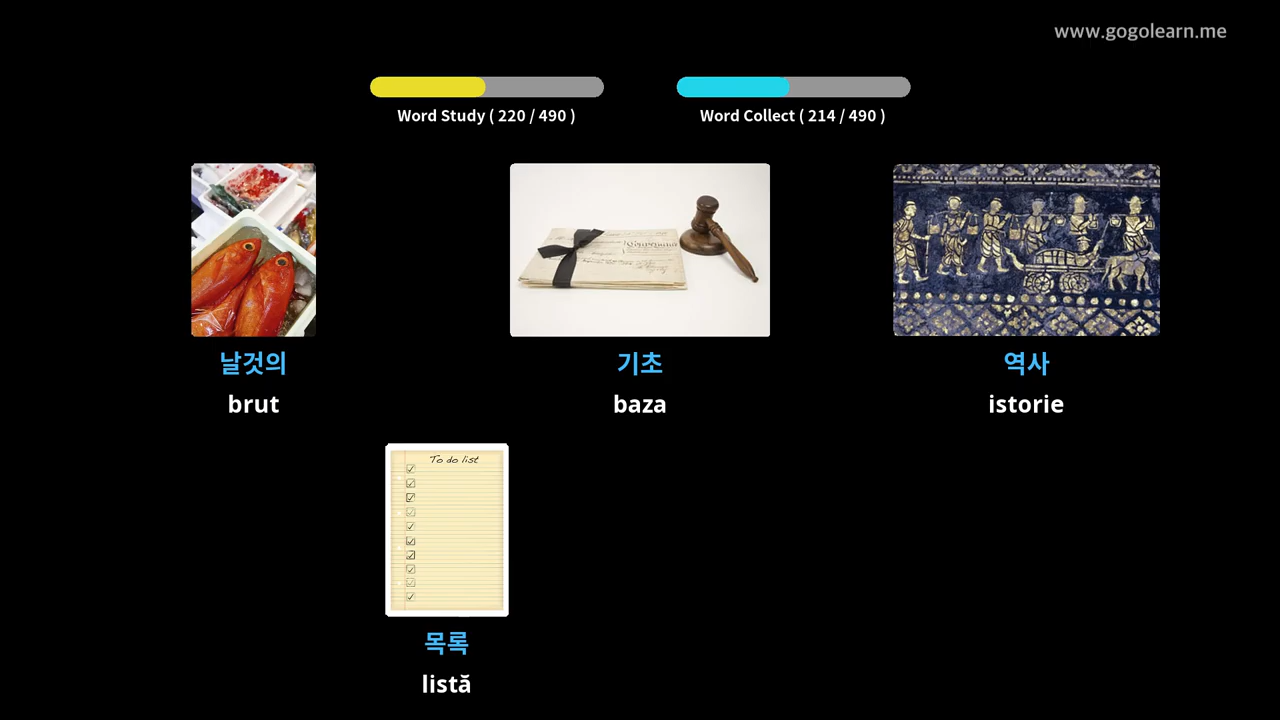 www.gogolearn.me
Word Study ( 220 / 490 )
Word Collect ( 214 / 490 )
날것의
brut
기초
baza
역사
istorie
To do list
목록
listă